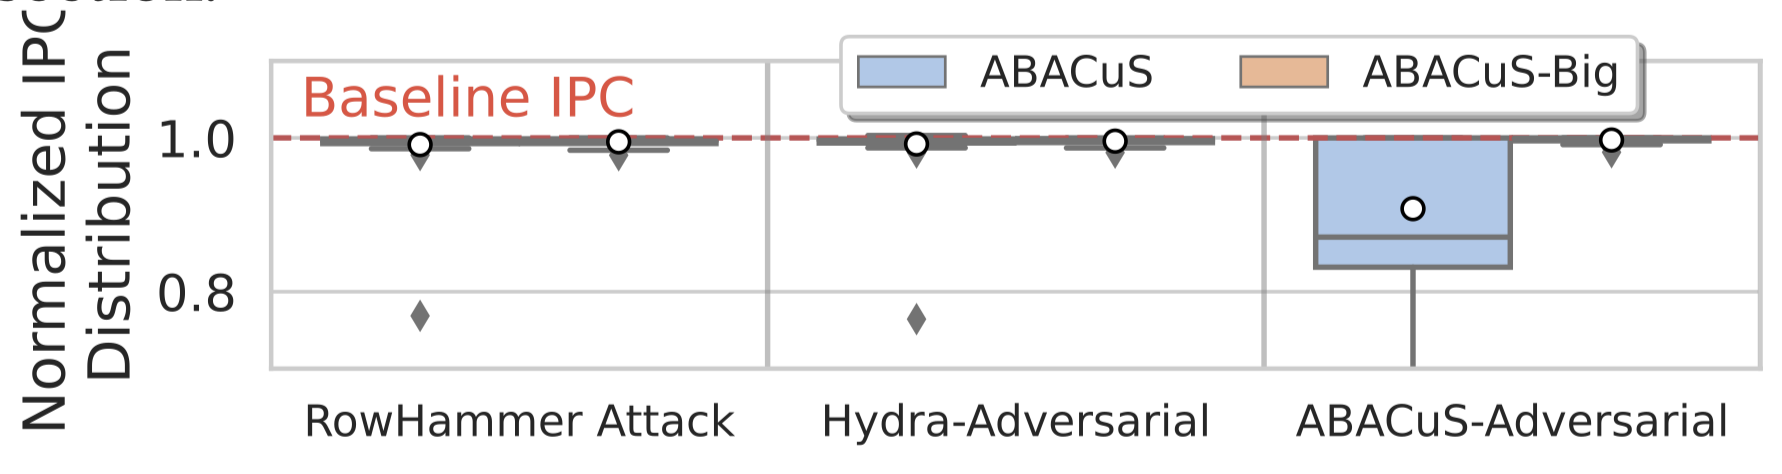 Normalized IPC
Distribution
ABACuS
ABACuS-Big
Baseline IPC
1.0
0.8
RowHammer Attack
Hydra-Adversarial
ABACuS-Adversarial